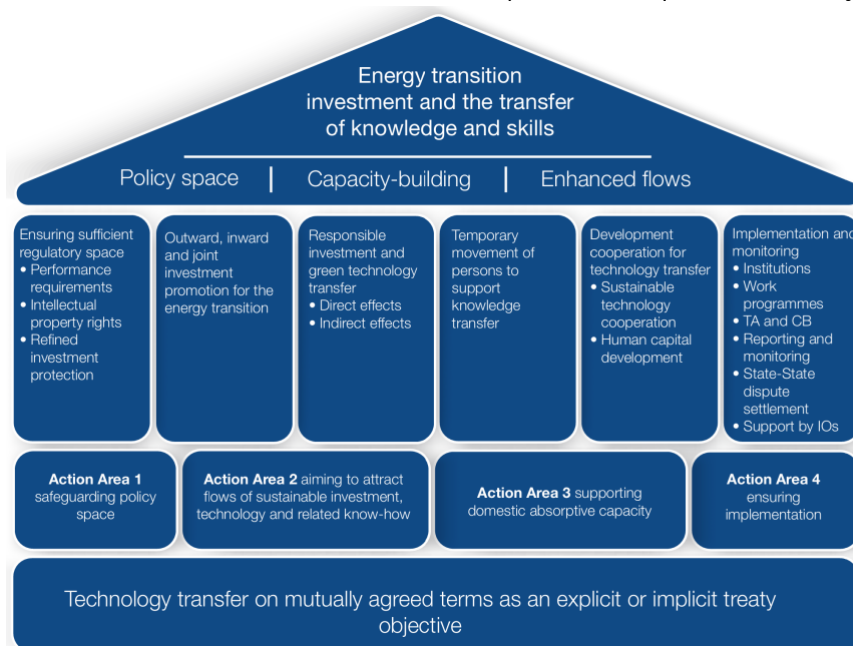 Energy transition
investment and the transfer
of knowledge and skills
Policy space | Capacity-building | Enhanced flows
Ensuring sufficient
regulatory space
• Performance
requirements
• Intellectual
property rights
• Refined
investment
protection
Outward, inward
and joint
investment
promotion for the
energy transition
Responsible
investment and
green technology
transfer
• Direct effects
• Indirect effects
Temporary
movement of
persons to
support
knowledge
transfer
Development
cooperation for
technology transfer
• Sustainable
technology
cooperation
• Human capital
development
Implementation and
monitoring
• Institutions
• Work
programmes
• TA and CB
• Reporting and
monitoring
• State-State
dispute
settlement
• Support by IOs
Action Area 1
safeguarding policy
space
Action Area 2 aiming to attract
flows of sustainable investment,
technology and related know-how
Action Area 3 supporting
domestic absorptive capacity
Action Area 4
ensuring
implementation
Technology transfer on mutually agreed terms as an explicit or implicit treaty
objective